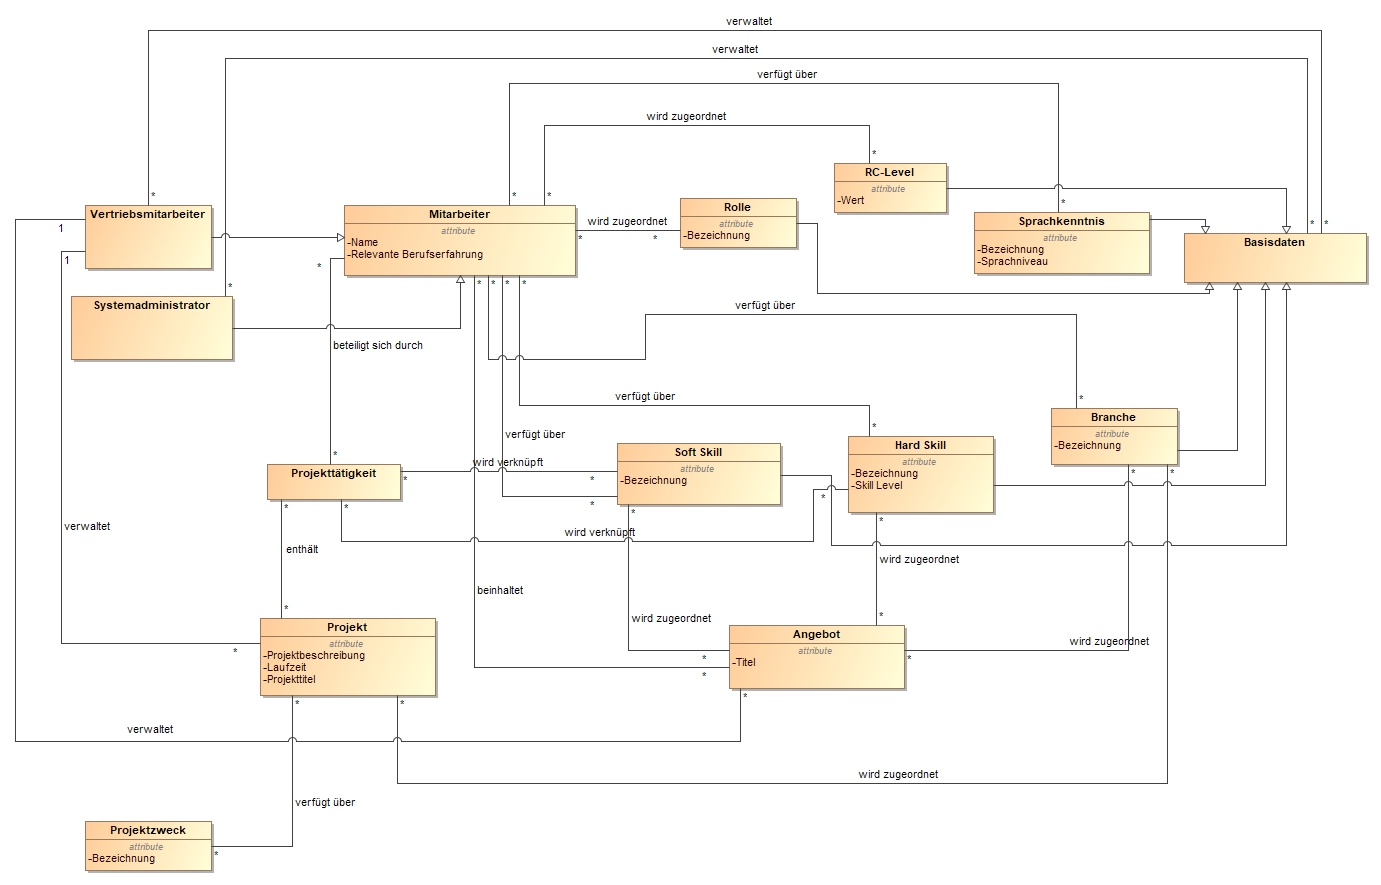 verwaltet
verwaltet
verfügt über
wird zugeordnet
*
RC-Level
attribute
-Wert
*
*
*
*
*
*
Vertriebsmitarbeiter
1
1
Mitarbeiter
attribute
-Name
-Relevante Berufserfahrung
wird zugeordnet
*
*
Rolle
attribute
-Bezeichnung
Sprachkenntnis
attribute
-Bezeichnung
-Sprachniveau
Basisdaten
*
*
*
*
*
*
*
Systemadministrator
verfügt über
beteiligt sich durch
verfügt über
*
*
Branche
attribute
-Bezeichnung
verfügt über
*
wird verknüpft
Projekttätigkeit
*
*
*
Soft Skill
attribute
-Bezeichnung
Hard Skill
attribute
-Bezeichnung
-Skill Level
*
*
*
*
*
*
*
*
verwaltet
wird verknüpft
enthält
wird zugeordnet
beinhaltet
*
*
wird zugeordnet
wird zugeordnet
Projekt
attribute
-Projektbeschreibung
-Laufzeit
-Projekttitel
*
Angebot
attribute
-Titel
*
*
*
*
*
*
verwaltet
wird zugeordnet
verfügt über
Projektzweck
attribute
-Bezeichnung
*